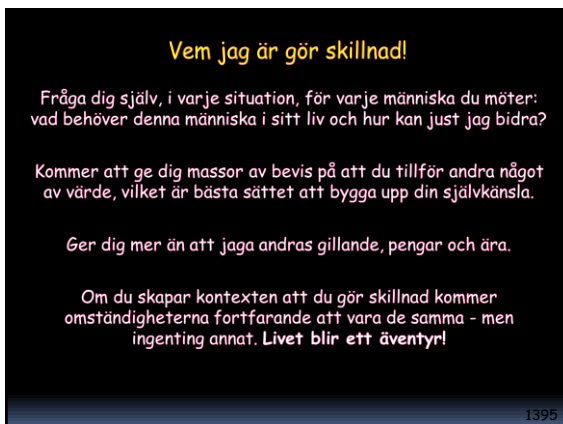 Vem jag är gör skillnad!
Fråga dig själv, i varje situation, för varje människa du möter:
vad behöver denna människa i sitt liv och hur kan just jag bidra?
Kommer att ge dig massor av bevis på att du tillför andra något
av värde, vilket är bästa sättet att bygga upp din självkänsla.
Ger dig mer än att jaga andras gillande, pengar och ära.
Om du skapar kontexten att du gör skillnad kommer
omständigheterna fortfarande att vara de samma - men
ingenting annat. Livet blir ett äventyr!
1395